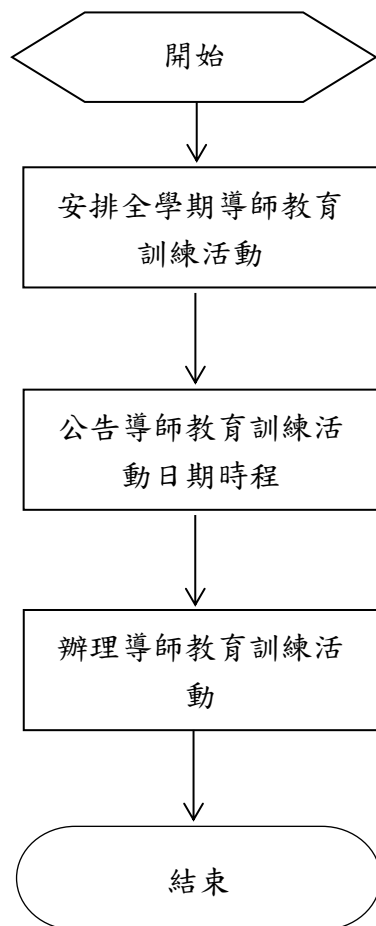 開始
安排全學期導師教育
訓練活動
公告導師教育訓練活
動日期時程
辦理導師教育訓練活
動
結束